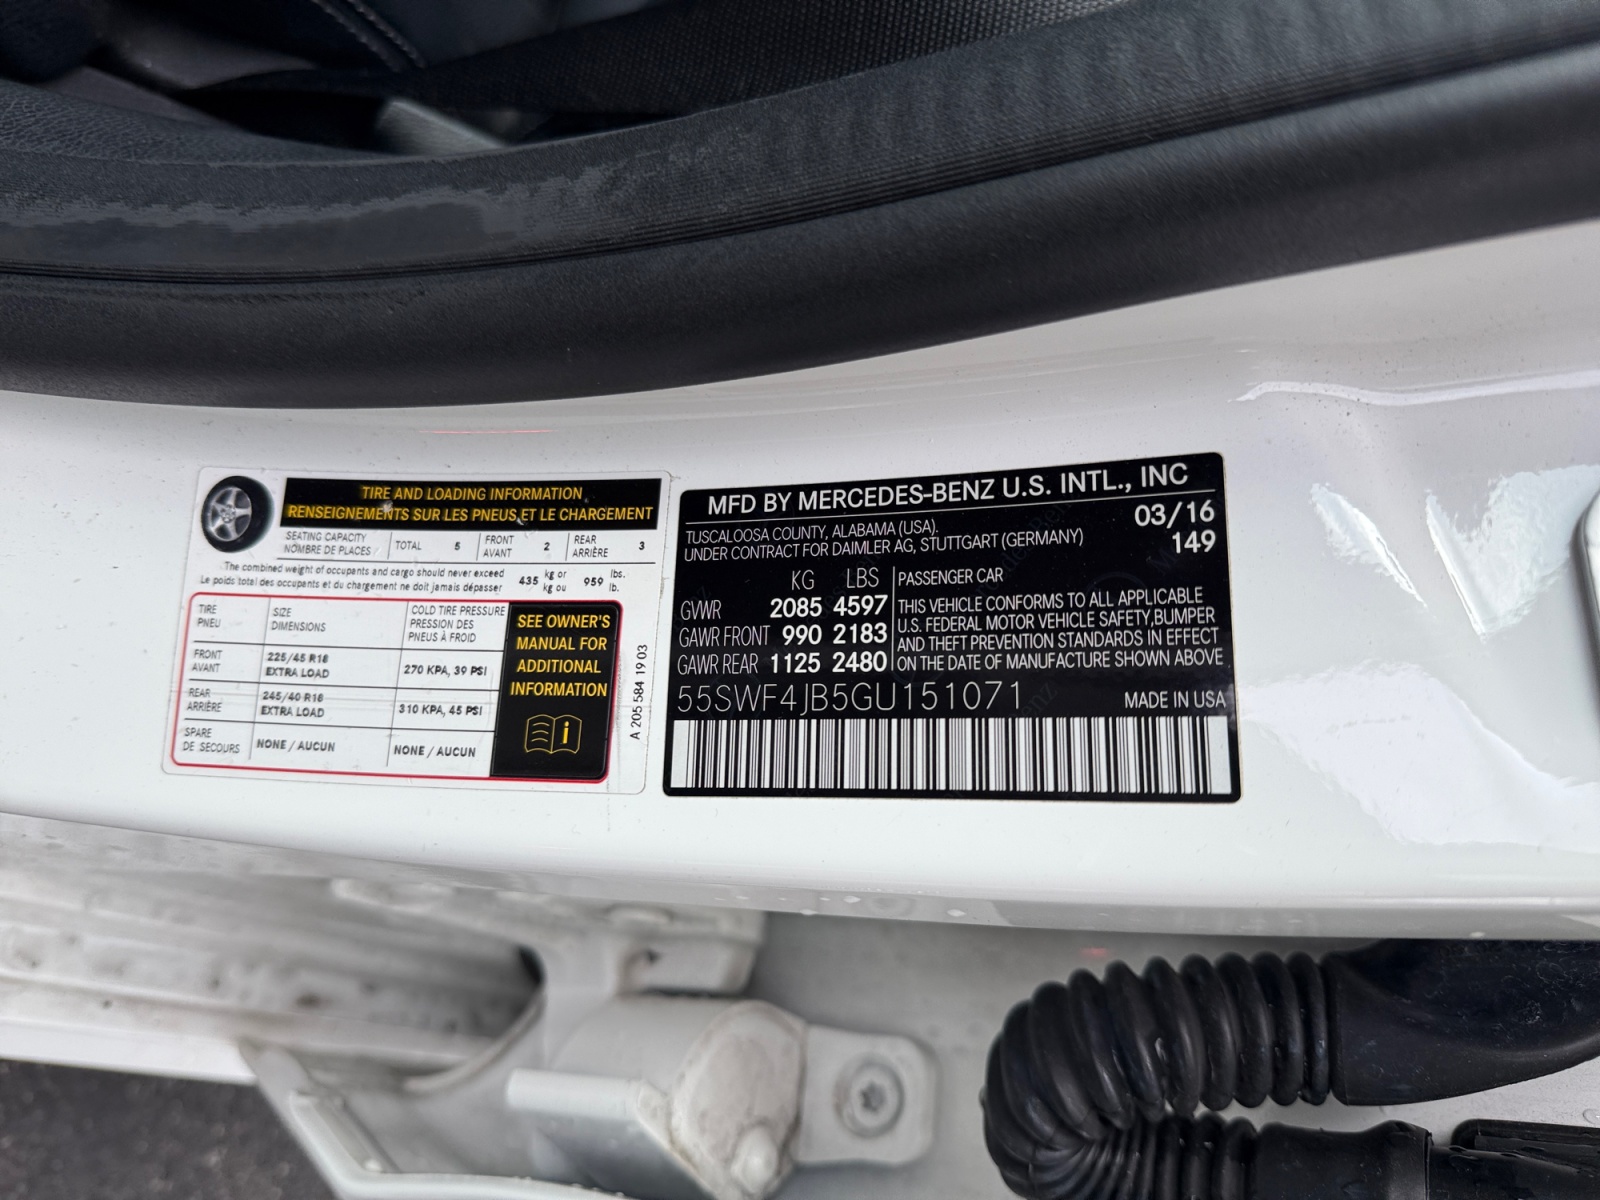 TIRE AND LOADING INFORMATION
RENSEIGNEMENTS SUR LES PNEUS ET LE CHARGEMENT
SEATING CAPACITY
NOMBRE DE PLACES
TOTAL 5
FRONT
AVANT
2
REAR
ARRIÈRE
3
The combined weight of occupants and cargo should never exceed
Le poids total des occupants et du chargement ne doit jamais dépasser
435 kg or
kg ou
959 lbs.
lb.
TIRE
PNEU
SIZE
DIMENSIONS
COLD TIRE PRESSURE
PRESSION DES
PNEUS À FROID
FRONT
AVANT
225/45 R18
EXTRA LOAD
270 KPA, 39 PSI
REAR
ARRIÈRE
245/40 R18
EXTRA LOAD
310 KPA, 45 PSI
SPARE
DE SECOURS
NONE / AUCUN
NONE / AUCUN
SEE OWNER'S
MANUAL FOR
ADDITIONAL
INFORMATION
i
A 205 584 19 03
MFD BY MERCEDES-BENZ U.S. INTL., INC
TUSCALOOSA COUNTY, ALABAMA (USA).
UNDER CONTRACT FOR DAIMLER AG, STUTTGART (GERMANY)
03/16
149
KG LBS
GVWR 2085 4597
GAWR FRONT 990 2183
GAWR REAR 1125 2480
PASSENGER CAR
THIS VEHICLE CONFORMS TO ALL APPLICABLE
U.S. FEDERAL MOTOR VEHICLE SAFETY,BUMPER
AND THEFT PREVENTION STANDARDS IN EFFECT
ON THE DATE OF MANUFACTURE SHOWN ABOVE
55SWF4JB5GU151071
MADE IN USA